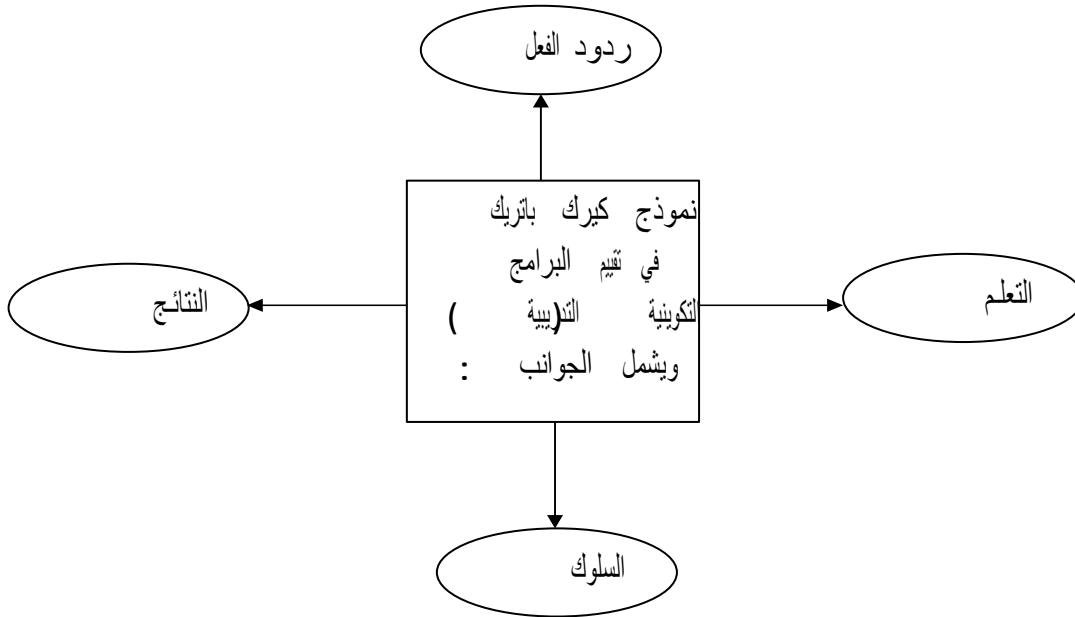 ردود الفعل
نموذج كيرك باتريك
في تقييم البرامج
التكوينية (التدريبية)
ويشمل الجوانب :
التعلم
النتائج
السلوك